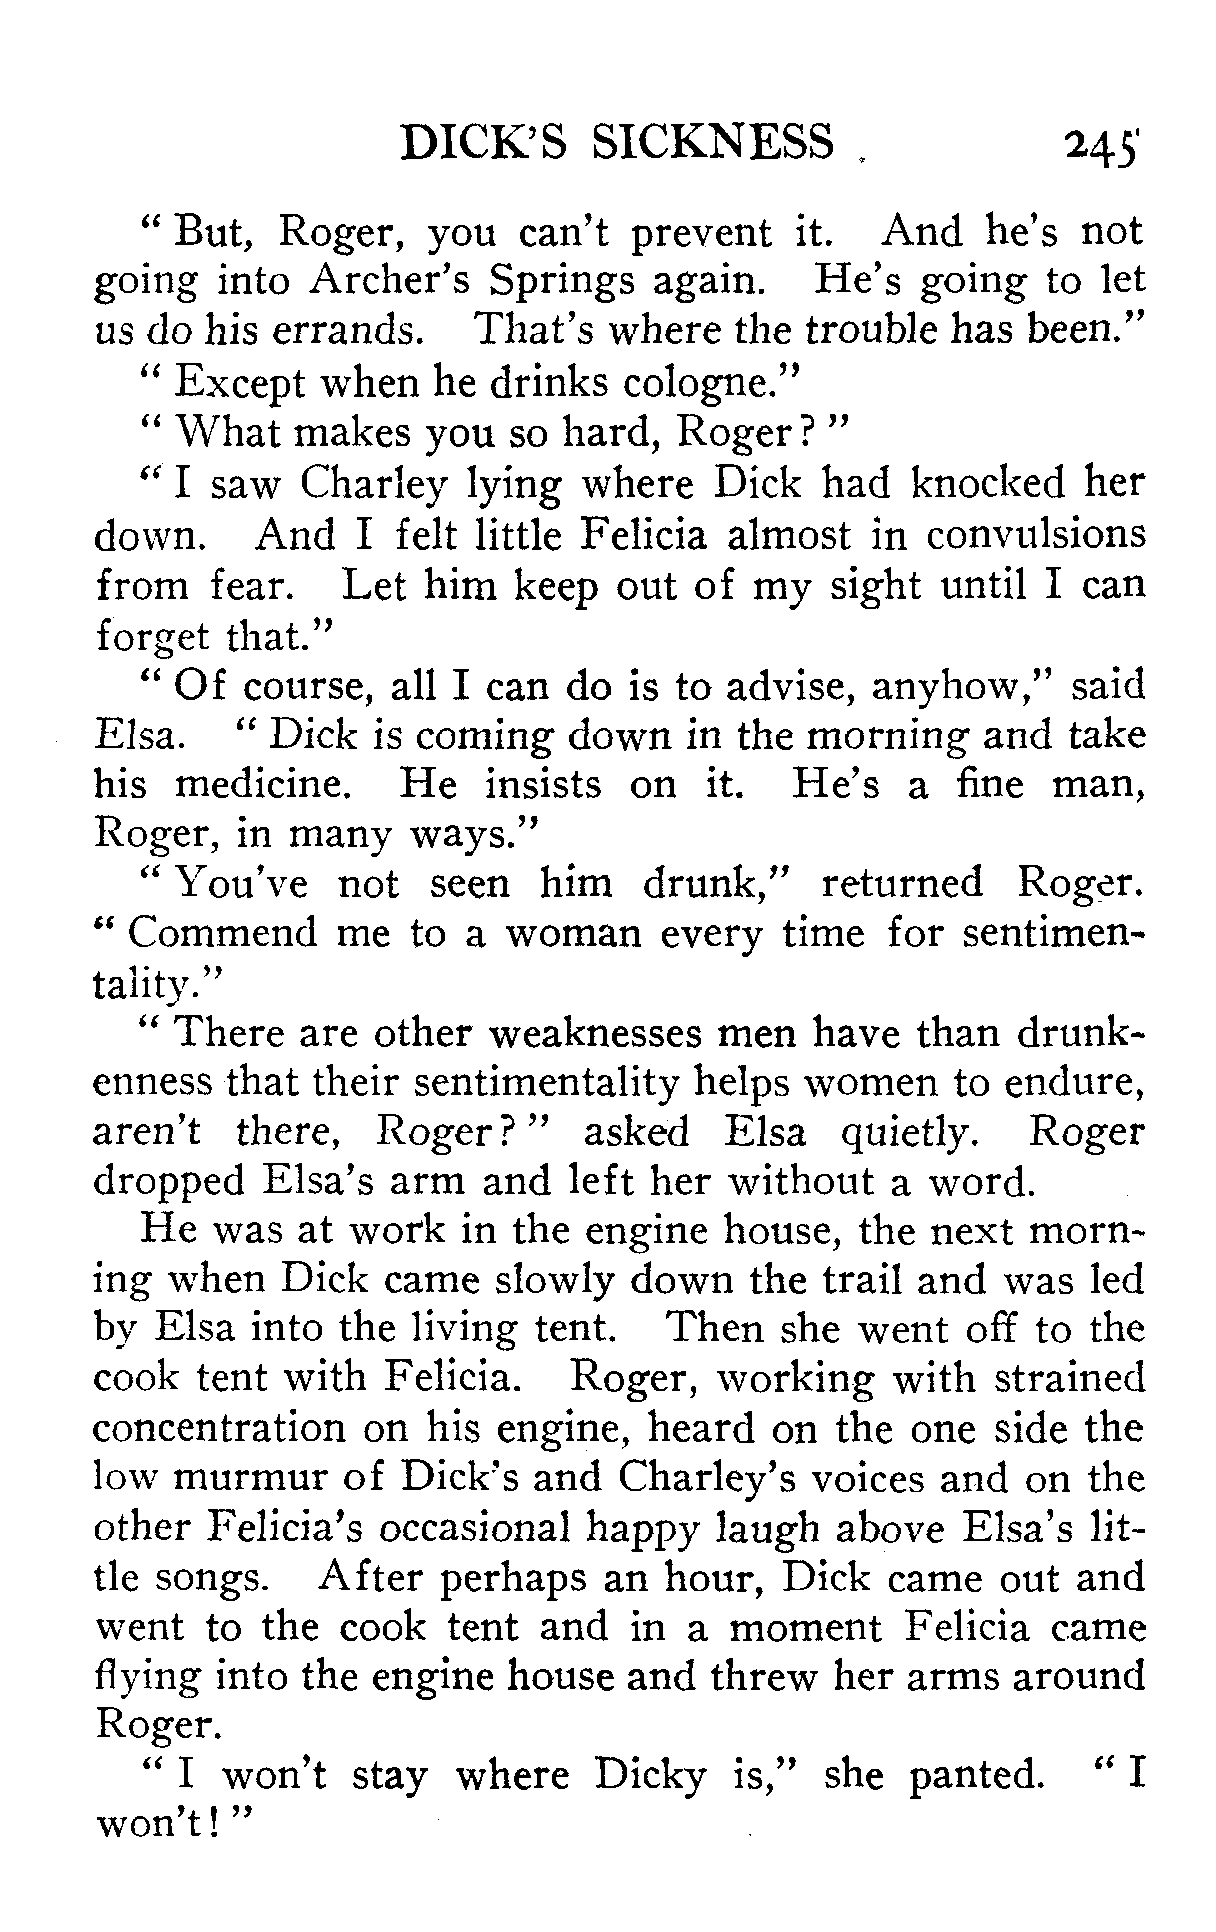 DICK'S SICKNESS 245
" But, Roger, you can't prevent it. And he's not
going into Archer's Springs again. He's going to let
us do his errands. That's where the trouble has been."
" Except when he drinks cologne."
" What makes you so hard, Roger? "
" I saw Charley lying where Dick had knocked her
down. And I felt little Felicia almost in convulsions
from fear. Let him keep out of my sight until I can
forget that."
" Of course, all I can do is to advise, anyhow," said
Elsa. " Dick is coming down in the morning and take
his medicine. He insists on it. He's a fine man,
Roger, in many ways."
" You've not seen him drunk," returned Roger.
" Commend me to a woman every time for sentimen-
tality."
" There are other weaknesses men have than drunk-
enness that their sentimentality helps women to endure,
aren't there, Roger? " asked Elsa quietly. Roger
dropped Elsa's arm and left her without a word.
He was at work in the engine house, the next morn-
ing when Dick came slowly down the trail and was led
by Elsa into the living tent. Then she went off to the
cook tent with Felicia. Roger, working with strained
concentration on his engine, heard on the one side the
low murmur of Dick's and Charley's voices and on the
other Felicia's occasional happy laugh above Elsa's lit-
tle songs. After perhaps an hour, Dick came out and
went to the cook tent and in a moment Felicia came
flying into the engine house and threw her arms around
Roger.
" I won't stay where Dicky is," she panted. " I
won't! "